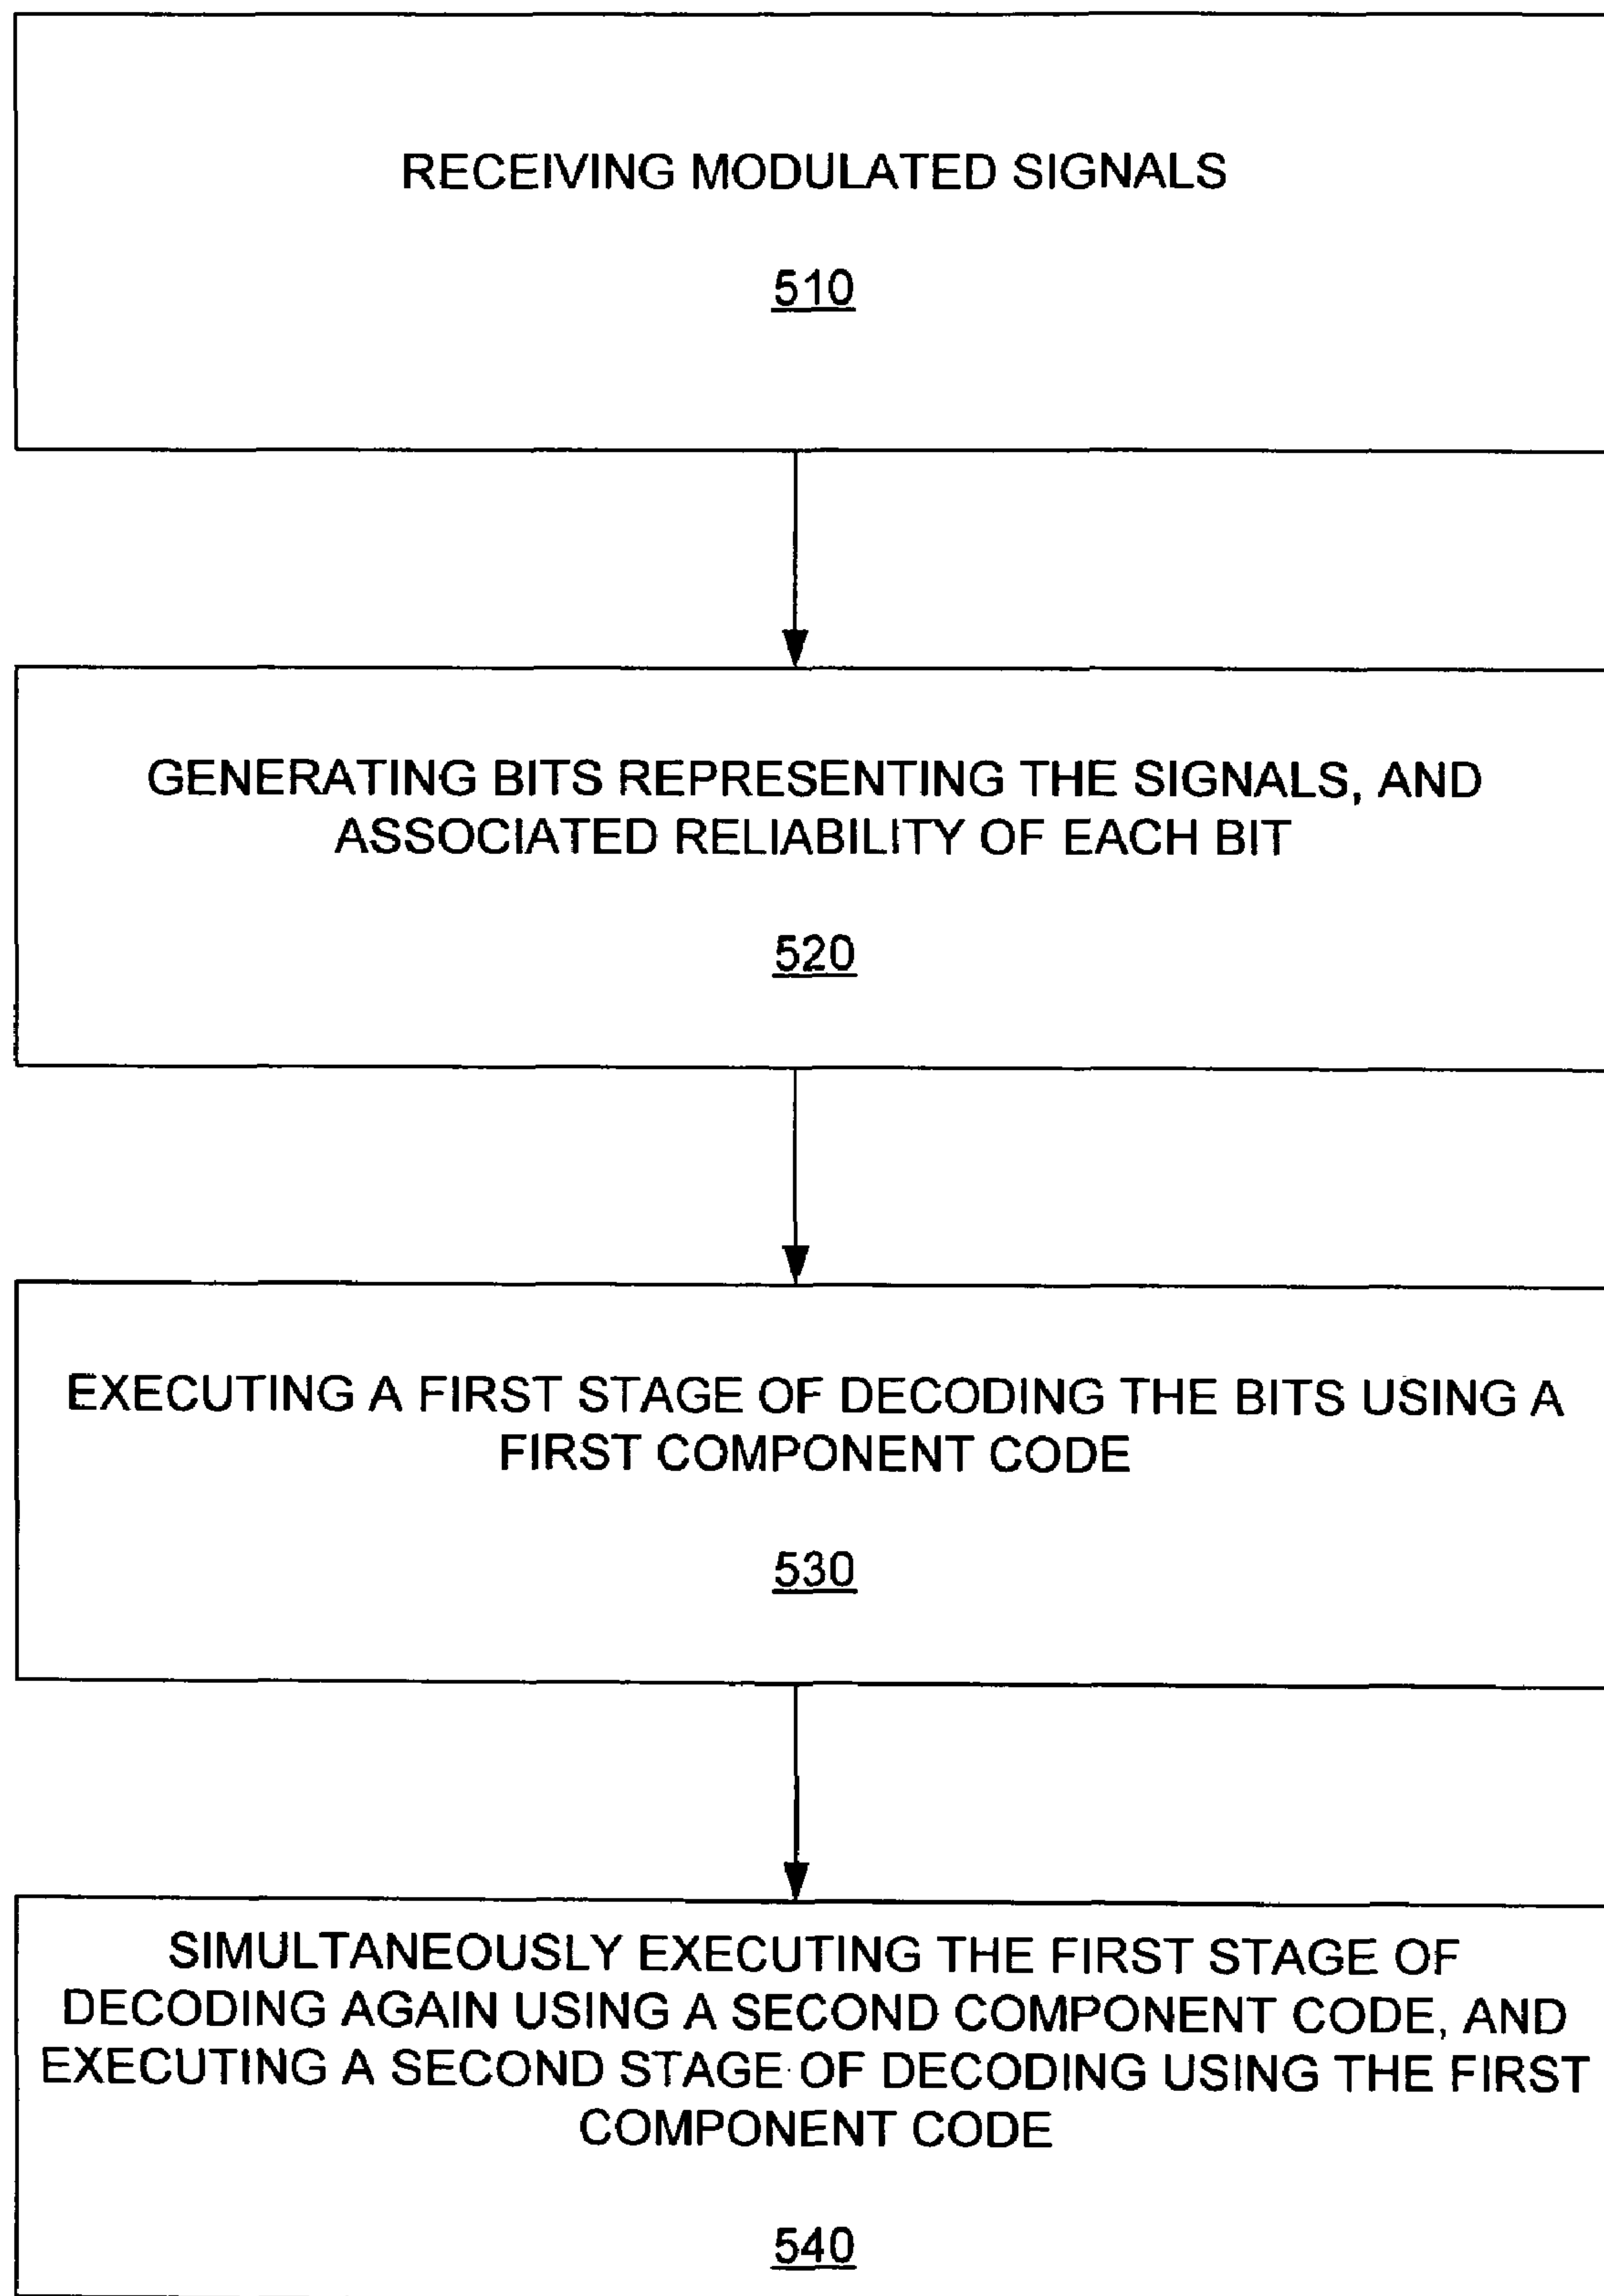 RECEIVING MODULATED SIGNALS
510
GENERATING BITS REPRESENTING THE SIGNALS, AND
ASSOCIATED RELIABILITY OF EACH BIT
520
EXECUTING A FIRST STAGE OF DECODING THE BITS USING A
FIRST COMPONENT CODE
530
SIMULTANEOUSLY EXECUTING THE FIRST STAGE OF
DECODING AGAIN USING A SECOND COMPONENT CODE, AND
EXECUTING A SECOND STAGE OF DECODING USING THE FIRST
COMPONENT CODE
540